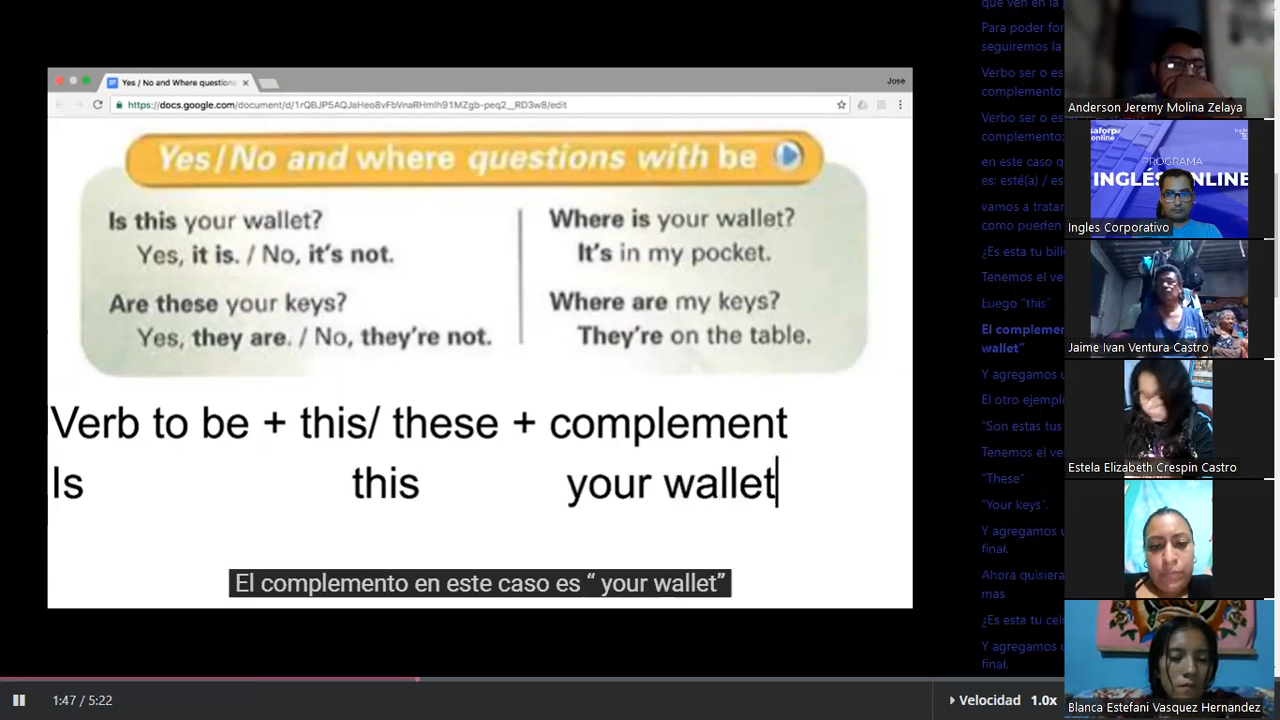 Yes / No and Where questions
Jose
https://docs.google.com/document/d/1rQBJP5AQJaHeo8vFbVnaRHmIh91MZgb-peq2__RD3w8/edit
Yes/No and where questions with be
Is this your wallet?
Yes, it is. / No, it's not.
Are these your keys?
Yes, they are. / No, they're not.
Where is your wallet?
It's in my pocket.
Where are my keys?
They're on the table.
Verb to be + this/ these + complement
Is this your wallet
El complemento en este caso es “ your wallet”
1:47 / 5:22
Velocidad 1.0x
que ven en la
Para poder for
seguiremos la
Verbo ser o es
complemento
Verbo ser o es
complemento;
en este caso q
es: esté(a) / es
vamos a tratar
como pueden
¿Es esta tu bil
Tenemos el ve
Luego “this”
El complemen
wallet”
Y agregamos u
El otro ejempl
“Son estas tus
Tenemos el ve
“These”
“Your keys”.
Y agregamos u
final.
Ahora quisiera
mas
¿Es esta tu cel
Y agregamos u
final.
Anderson Jeremy Molina Zelaya
PROGRAMA
INGLÉS ONLINE
Ingles Corporativo
Jaime Ivan Ventura Castro
Estela Elizabeth Crespin Castro
Blanca Estefani Vasquez Hernandez